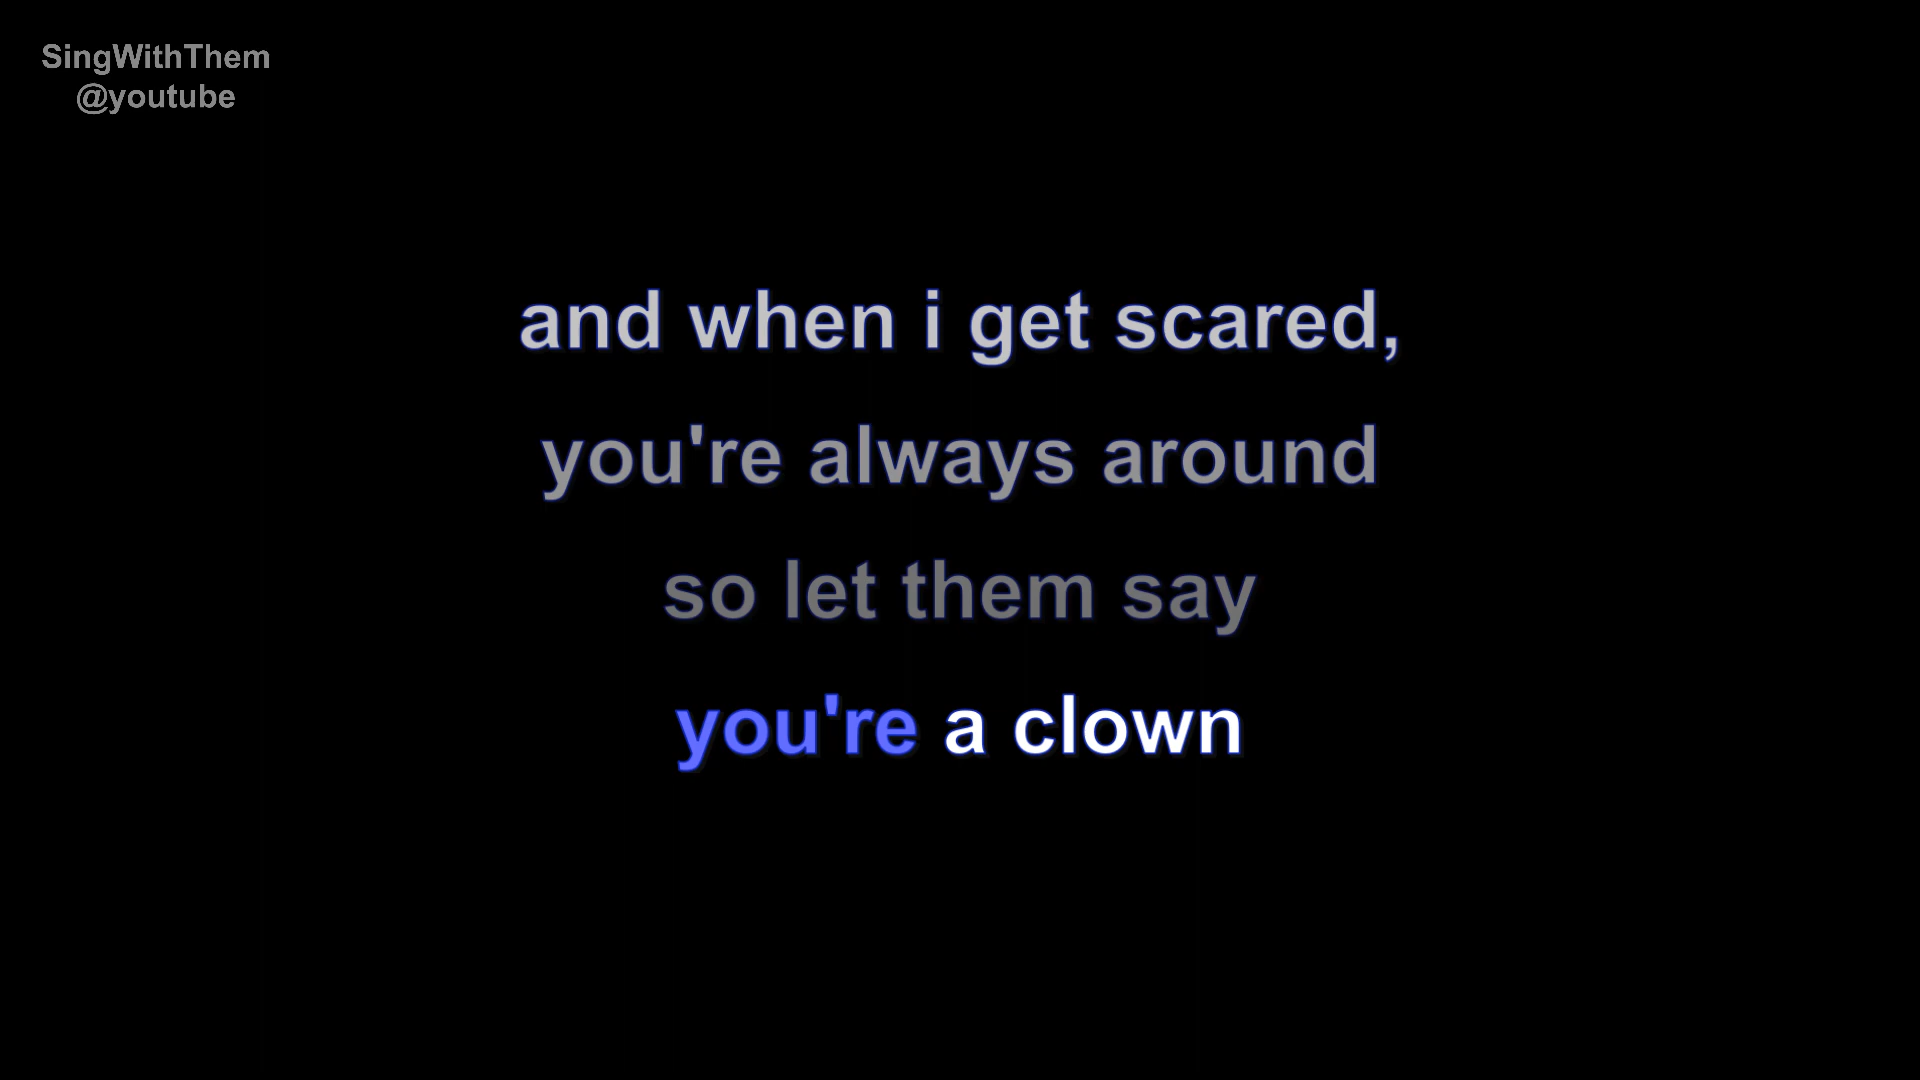 SingWithThem
@youtube
and when i get scared,
you're always around
so let them say
you're a clown